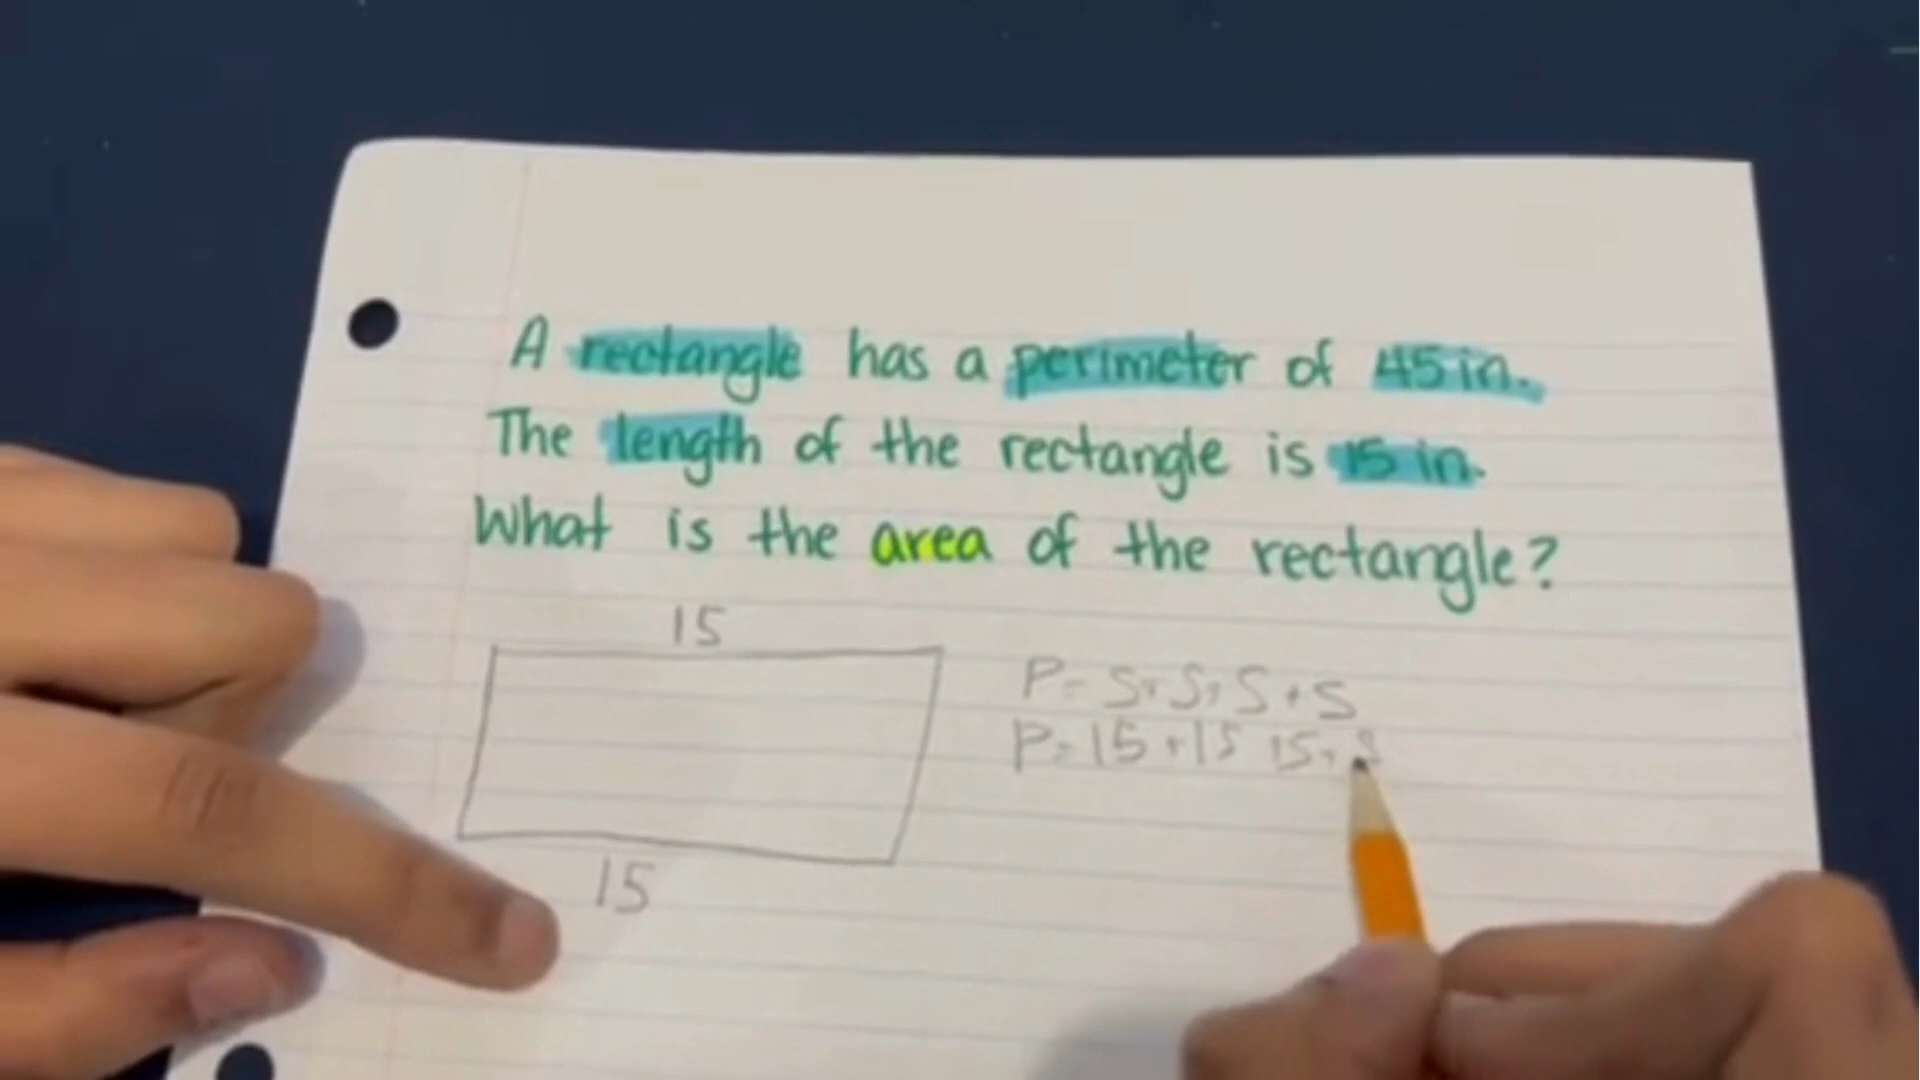 A rectangle has a perimeter of 45 in.
The length of the rectangle is 15 in.
What is the area of the rectangle?
15
P= S+S+S+S
P=15+15 15+
15